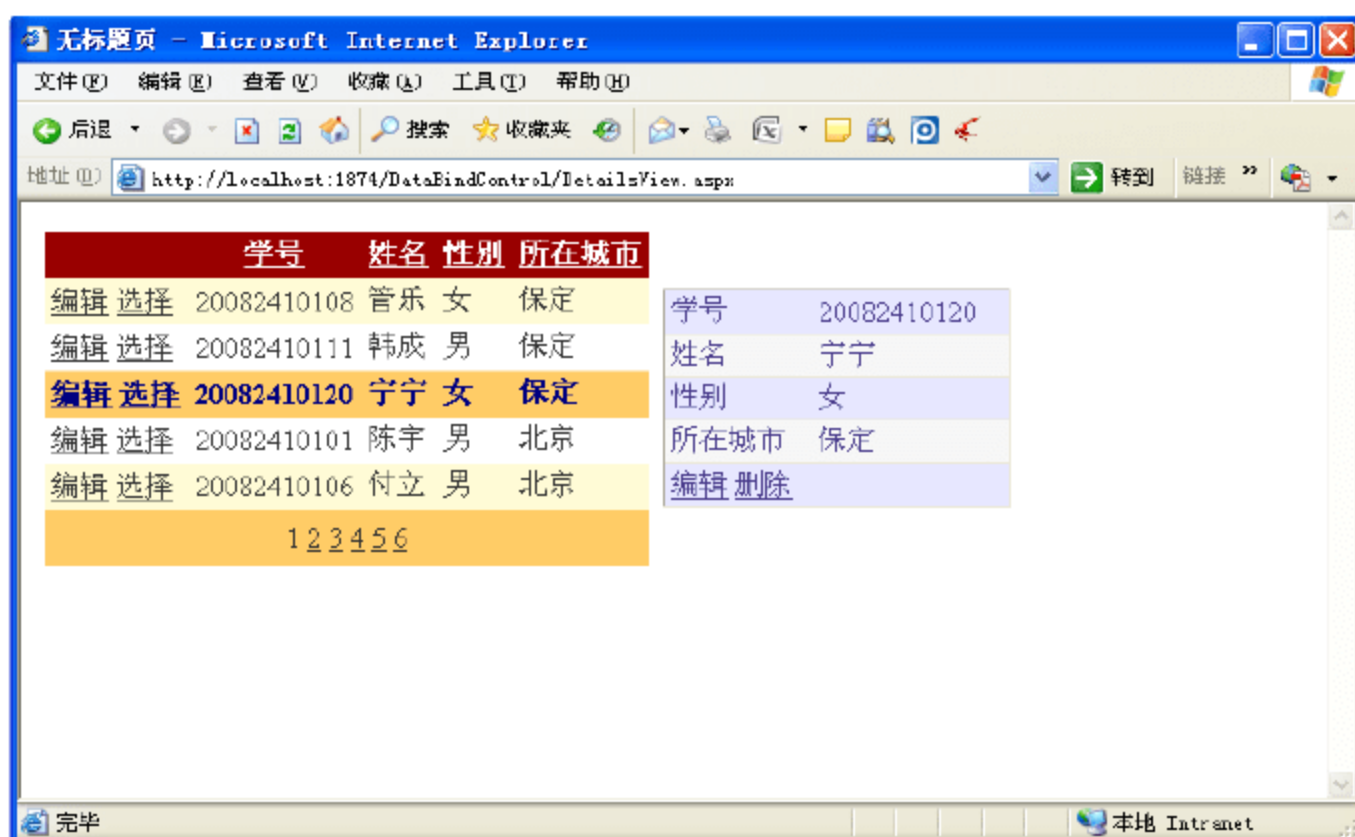 无标题页 - Microsoft Internet Explorer
文件(F) 编辑(E) 查看(V) 收藏(A) 工具(T) 帮助(H)
后退 搜索 收藏夹
地址(D) http://localhost:1874/DataBindControl/DetailsView.aspx 转到 链接 »
学号 姓名 性别 所在城市
编辑 选择 20082410108 管乐 女 保定
编辑 选择 20082410111 韩成 男 保定
编辑 选择 20082410120 宁宁 女 保定
编辑 选择 20082410101 陈宇 男 北京
编辑 选择 20082410106 付立 男 北京
1 2 3 4 5 6
学号 20082410120
姓名 宁宁
性别 女
所在城市 保定
编辑 删除
完毕 本地 Intranet